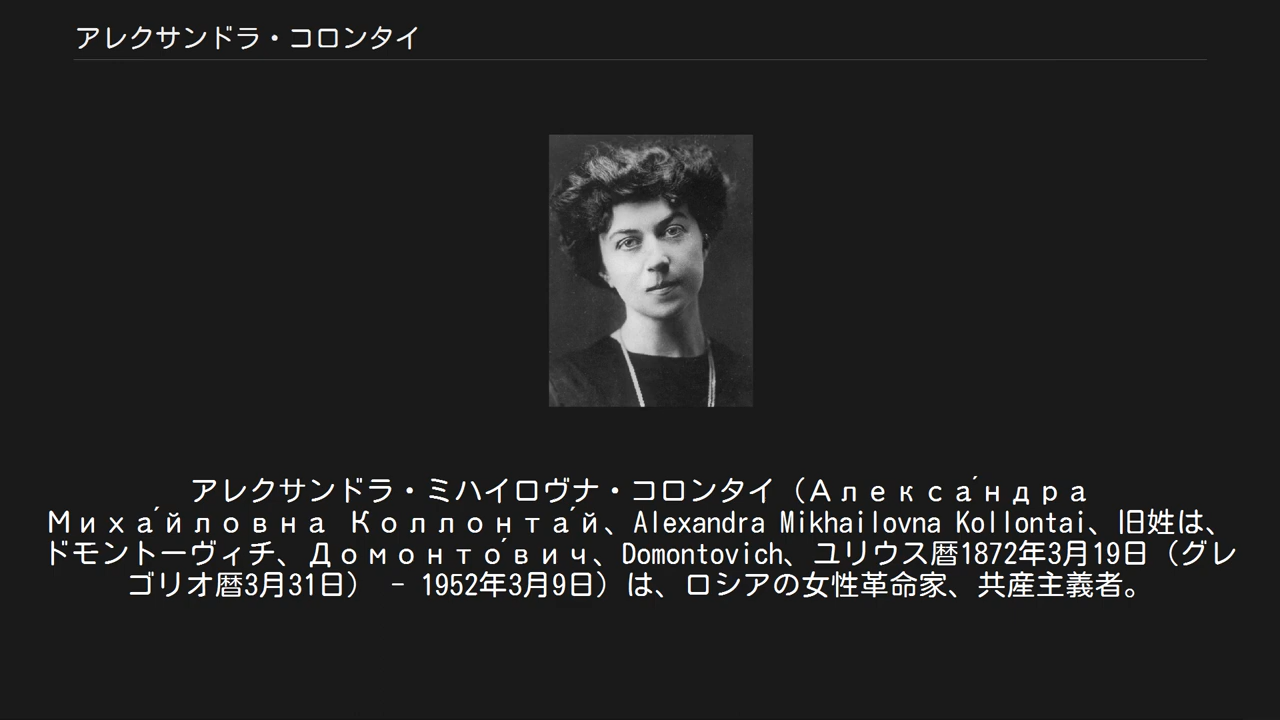 アレクサンドラ・コロンタイ
アレクサンドラ・ミハイロヴナ・コロンタイ（Алекса́ндра
Миха́йловна Коллонта́й、Alexandra Mikhailovna Kollontai、旧姓は、
ドモントーヴィチ、Домонто́вич、Domontovich、ユリウス暦1872年3月19日（グレ
ゴリオ暦3月31日） - 1952年3月9日）は、ロシアの女性革命家、共産主義者。